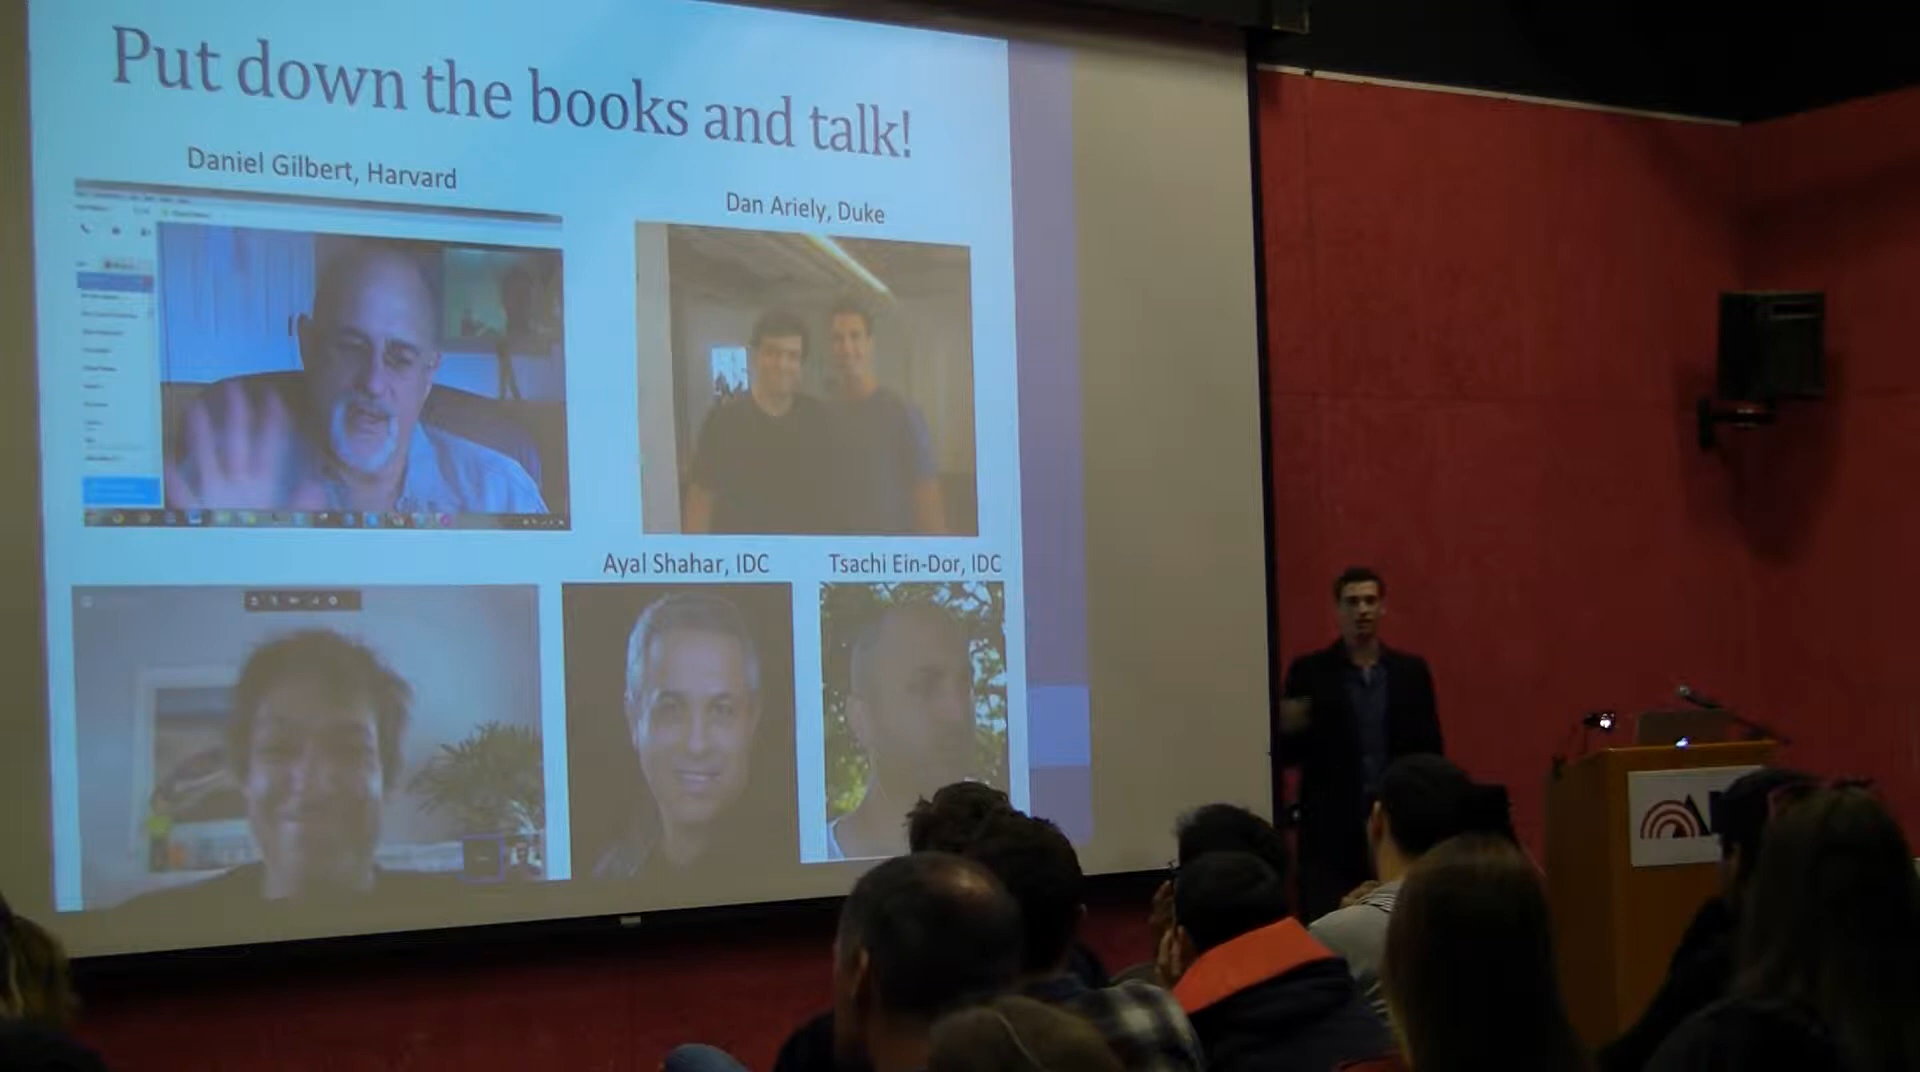 Put down the books and talk!
Daniel Gilbert, Harvard
Dan Ariely, Duke
Ayal Shahar, IDC
Tsachi Ein-Dor, IDC